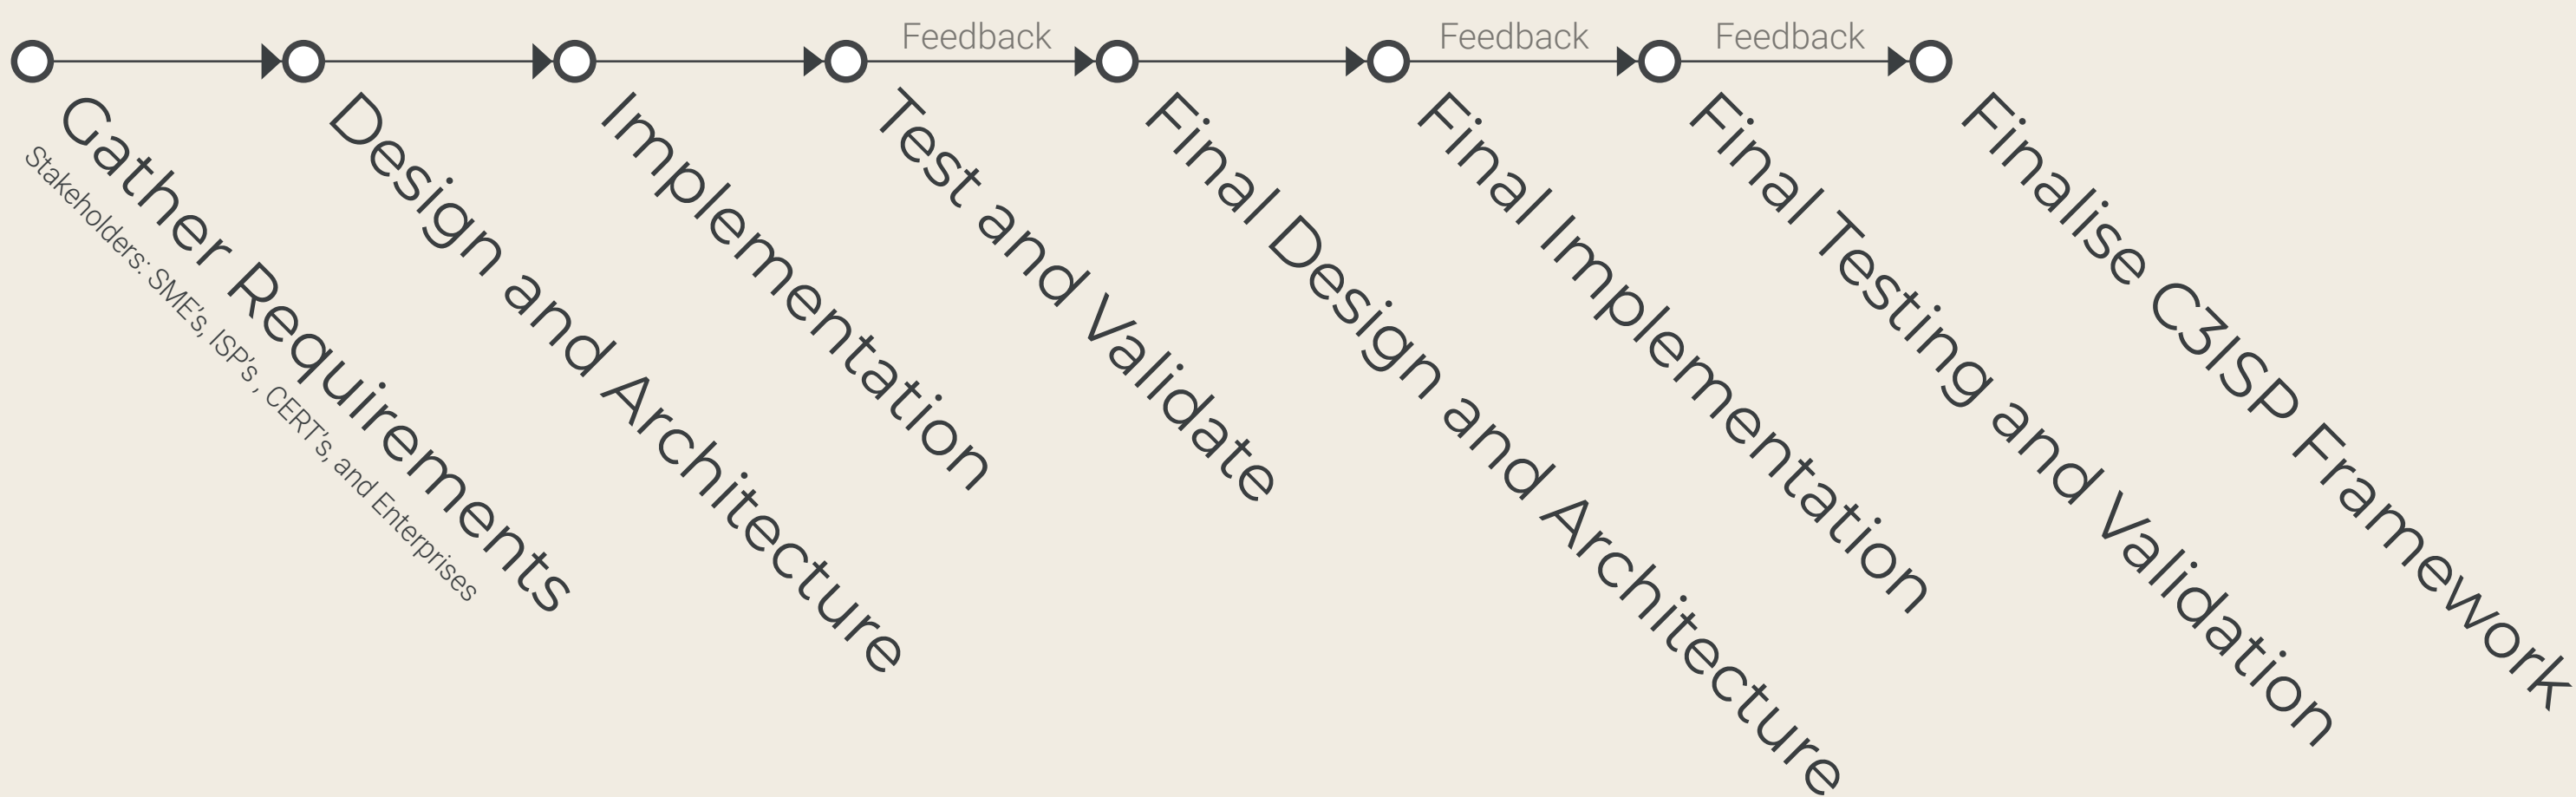 Feedback
Feedback
Feedback
Gather Requirements
Stakeholders: SME's, ISP's , CERT's, and Enterprises
Design and Architecture
Implementation
Test and Validate
Final Design and Architecture
Final Implementation
Final Testing and Validation
Finalise C3ISP Framework